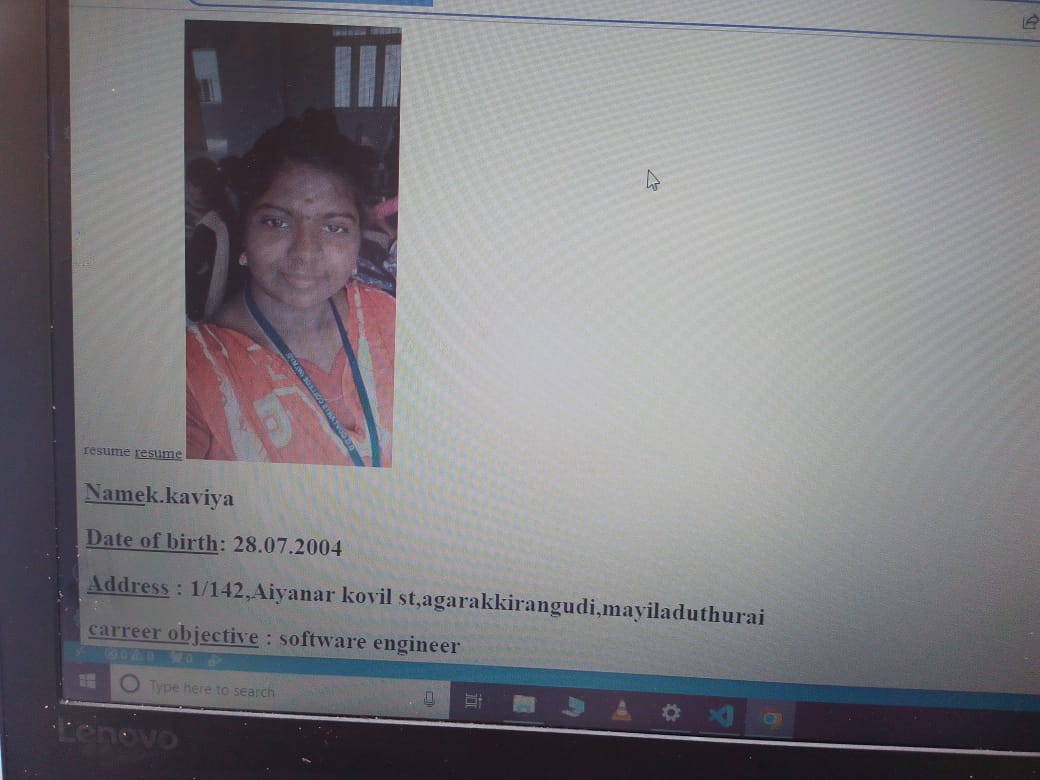 resume resume
Namek.kaviya
Date of birth: 28.07.2004
Address : 1/142,Aiyanar kovil st,agarakkirangudi,mayiladuthurai
carreer objective : software engineer
0 0 0
Type here to search
Lenovo